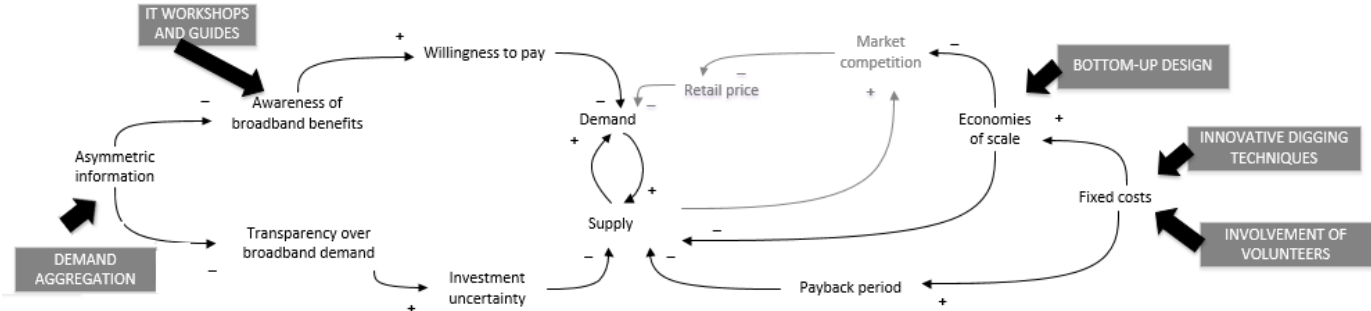 IT WORKSHOPS
AND GUIDES
+
Willingness to pay
Market
competition
–
BOTTOM-UP DESIGN
–
Retail price
–
+
–
Awareness of
broadband benefits
–
Demand
+
Economies
of scale
+
INNOVATIVE DIGGING
TECHNIQUES
Asymmetric
information
+
Fixed costs
Supply
–
Transparency over
broadband demand
–
INVOLVEMENT OF
VOLUNTEERS
DEMAND
AGGREGATION
–
–
Investment
uncertainty
+
Payback period
+